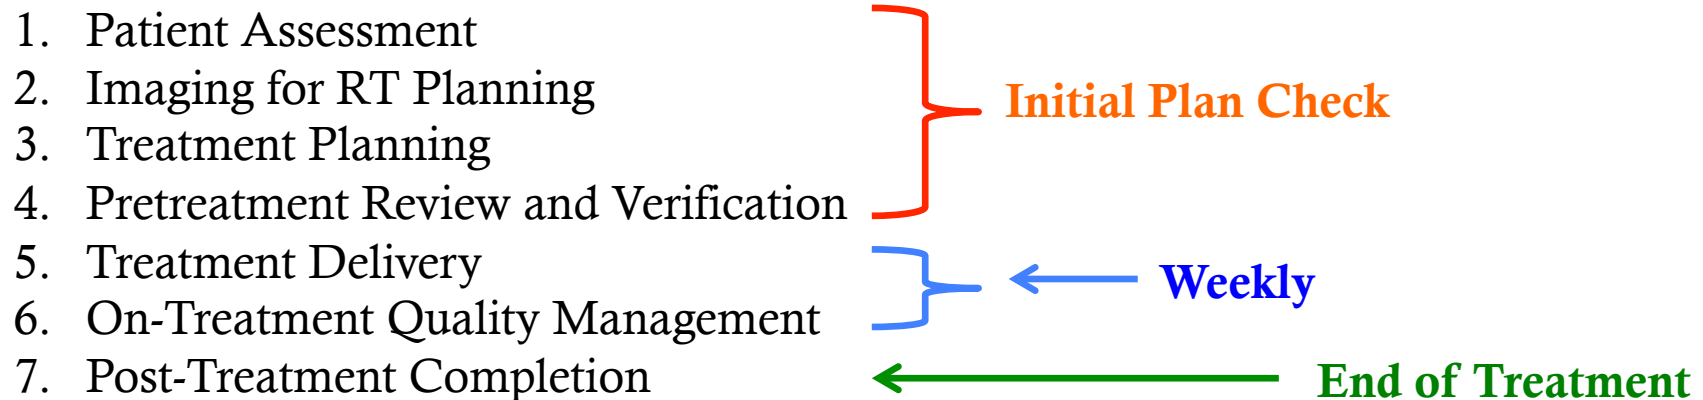 1. Patient Assessment
2. Imaging for RT Planning
3. Treatment Planning
4. Pretreatment Review and Verification
5. Treatment Delivery
6. On-Treatment Quality Management
7. Post-Treatment Completion
Initial Plan Check
Weekly
End of Treatment